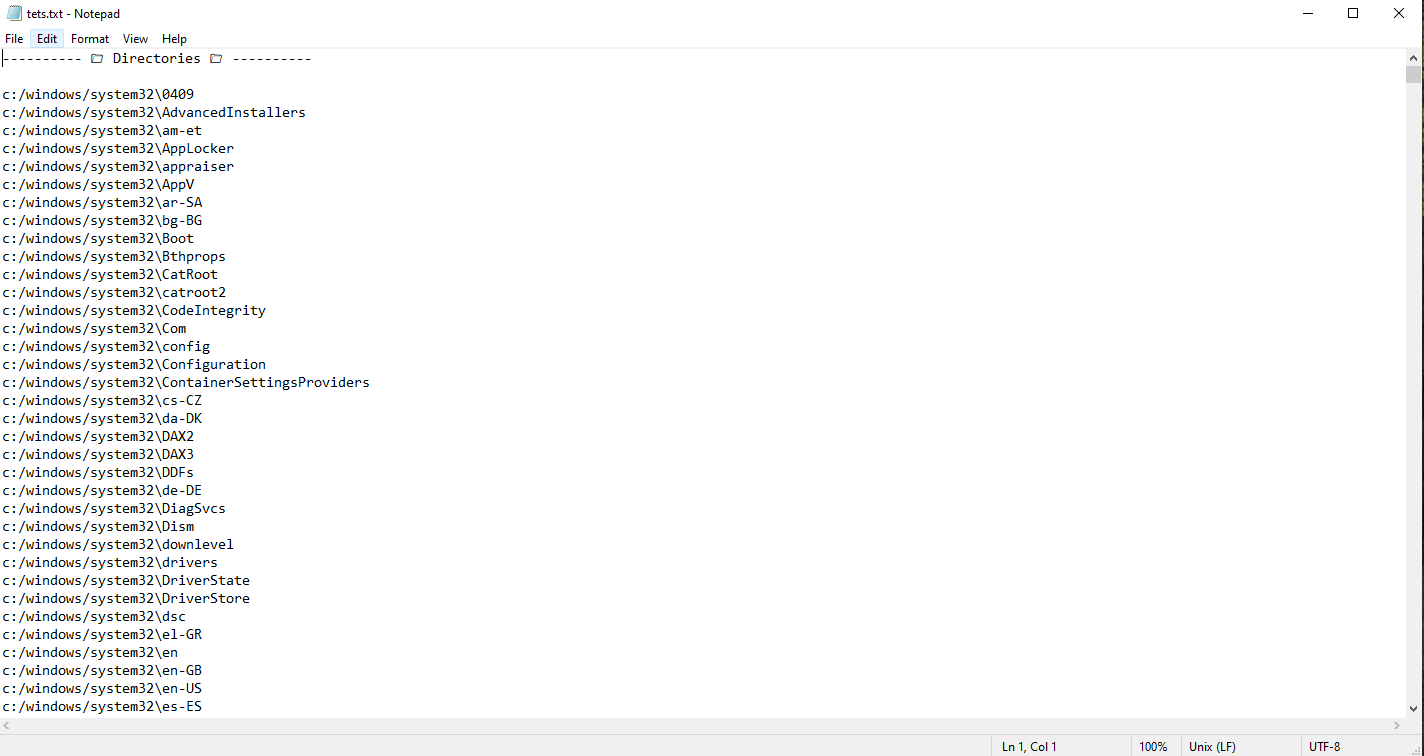 tets.txt - Notepad
File Edit Format View Help
---------- 🗁 Directories 🗁 ----------
c:/windows/system32\0409
c:/windows/system32\AdvancedInstallers
c:/windows/system32\am-et
c:/windows/system32\AppLocker
c:/windows/system32\appraiser
c:/windows/system32\AppV
c:/windows/system32\ar-SA
c:/windows/system32\bg-BG
c:/windows/system32\Boot
c:/windows/system32\Bthprops
c:/windows/system32\CatRoot
c:/windows/system32\catroot2
c:/windows/system32\CodeIntegrity
c:/windows/system32\Com
c:/windows/system32\config
c:/windows/system32\Configuration
c:/windows/system32\ContainerSettingsProviders
c:/windows/system32\cs-CZ
c:/windows/system32\da-DK
c:/windows/system32\DAX2
c:/windows/system32\DAX3
c:/windows/system32\DDFs
c:/windows/system32\de-DE
c:/windows/system32\DiagSvcs
c:/windows/system32\Dism
c:/windows/system32\downlevel
c:/windows/system32\drivers
c:/windows/system32\DriverState
c:/windows/system32\DriverStore
c:/windows/system32\dsc
c:/windows/system32\el-GR
c:/windows/system32\en
c:/windows/system32\en-GB
c:/windows/system32\en-US
c:/windows/system32\es-ES
Ln 1, Col 1 100% Unix (LF) UTF-8